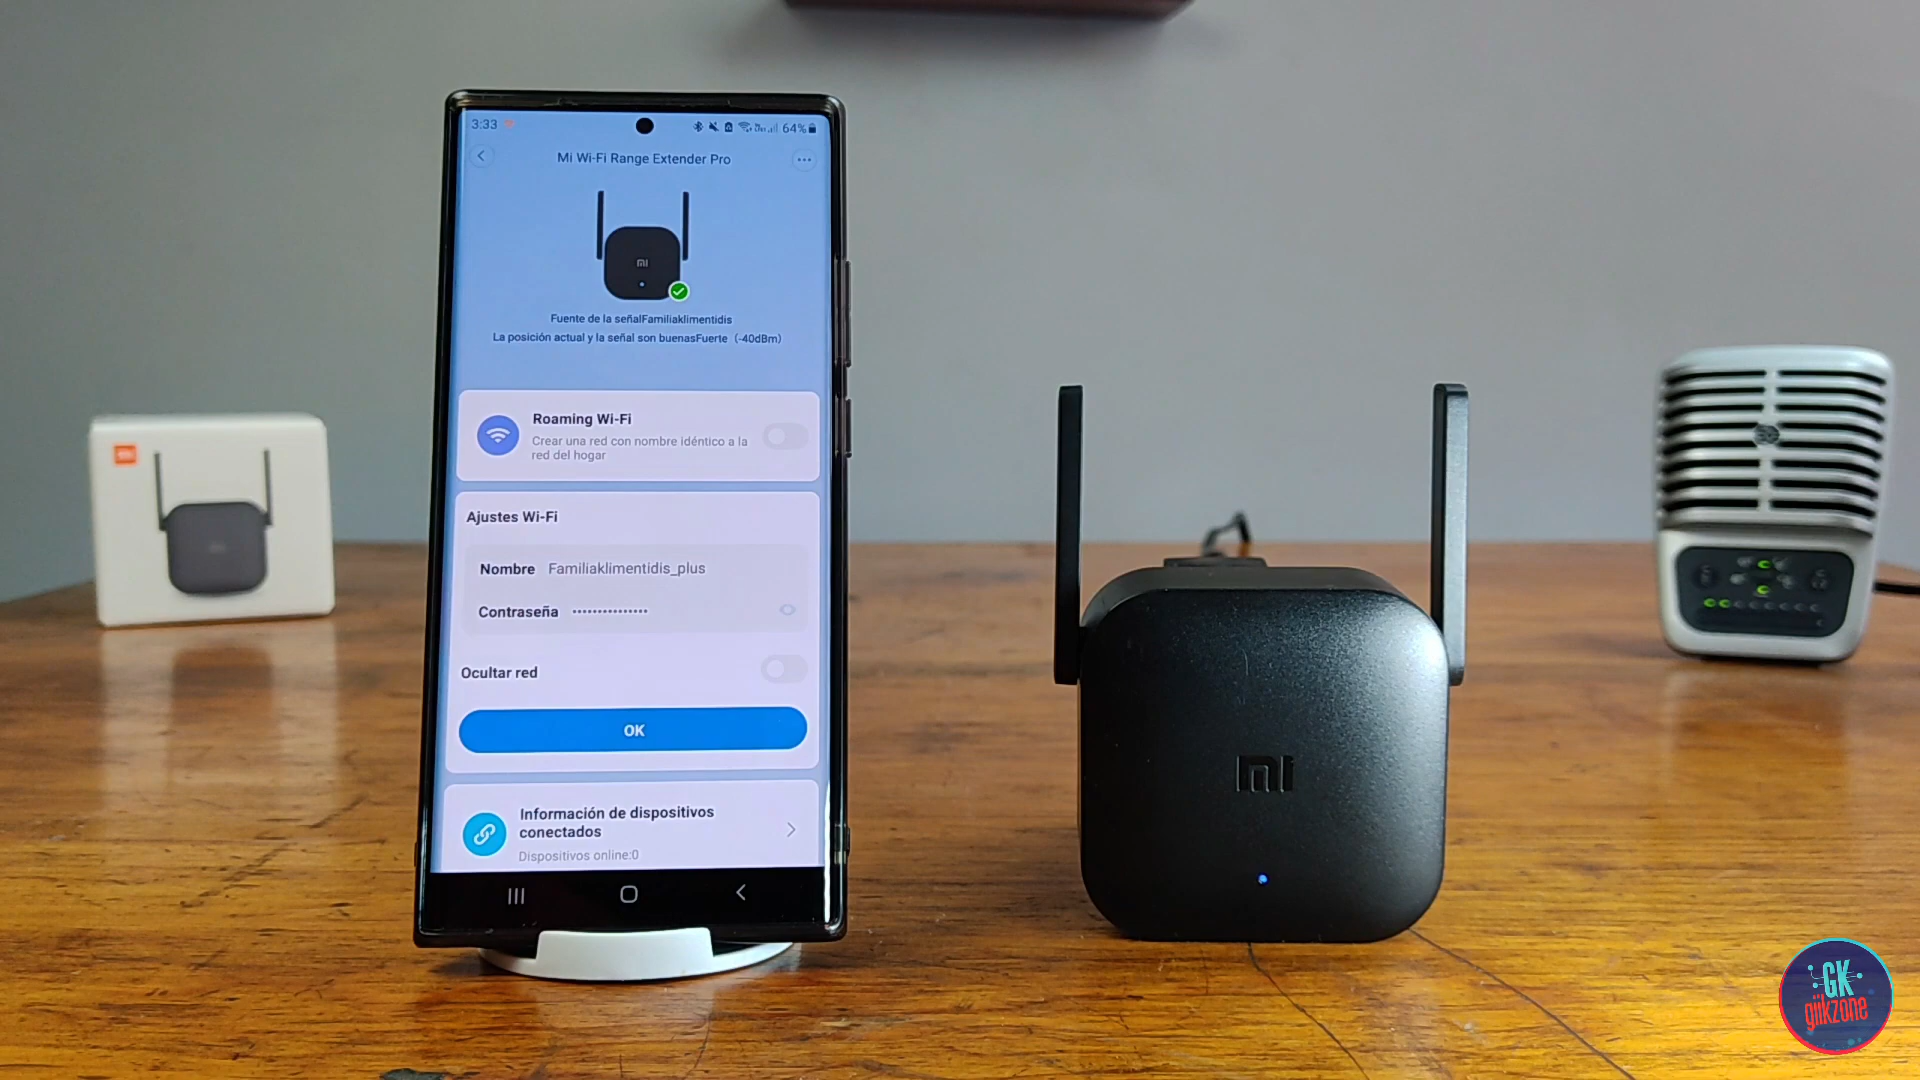 3:33
64%
Mi Wi-Fi Range Extender Pro
mi
Fuente de la señalFamiliaklimentidis
La posición actual y la señal son buenasFuerte (-40dBm)
Roaming Wi-Fi
Crear una red con nombre idéntico a la
red del hogar
Ajustes Wi-Fi
Nombre Familiaklimentidis_plus
Contraseña ···············
Ocultar red
OK
Información de dispositivos
conectados
Dispositivos online:0
mi
mi
GK
giikzone